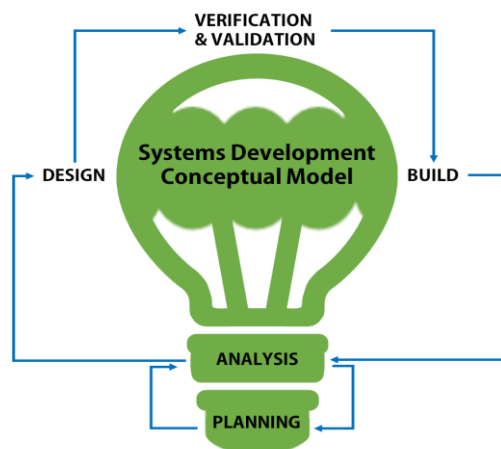 VERIFICATION
& VALIDATION
Systems Development
Conceptual Model
DESIGN
BUILD
ANALYSIS
PLANNING